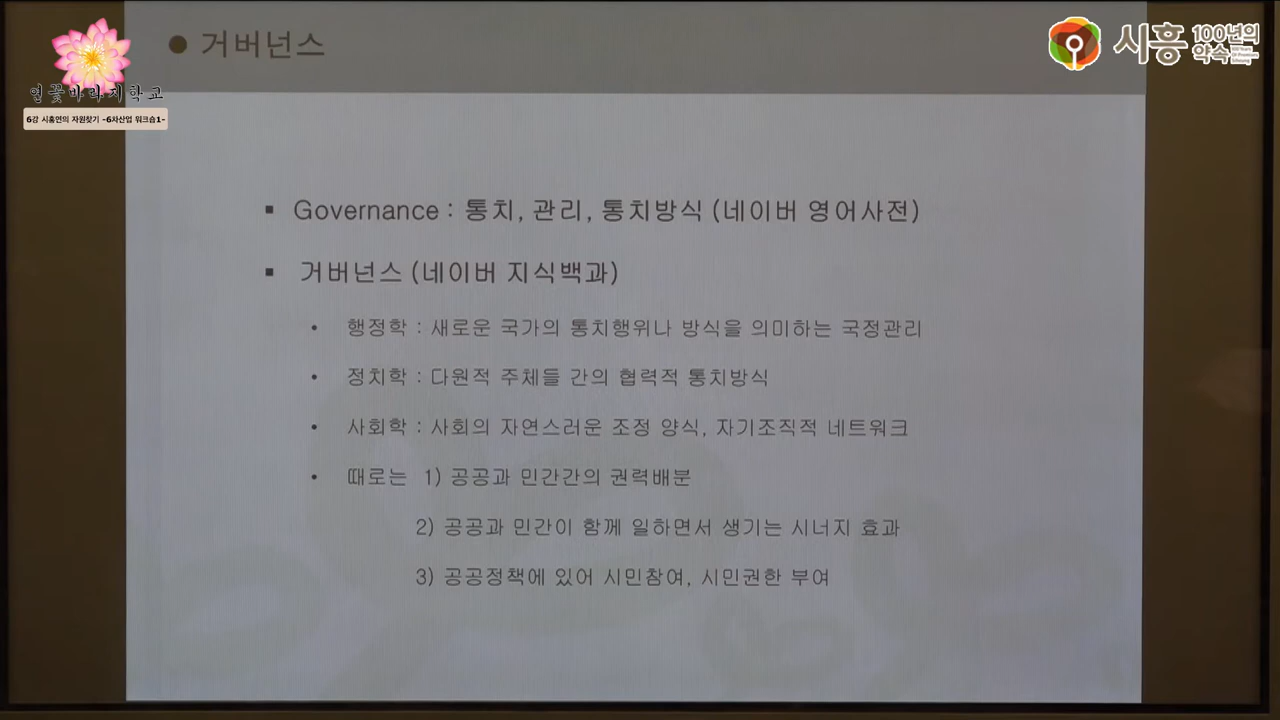 ● 거버넌스
연꽃바라지학교
6강 시흥연의 자원찾기 -6차산업 워크숍1-
시흥 100년의 약속
▪ Governance : 통치, 관리, 통치방식 (네이버 영어사전)
▪ 거버넌스 (네이버 지식백과)
• 행정학 : 새로운 국가의 통치행위나 방식을 의미하는 국정관리
• 정치학 : 다원적 주체들 간의 협력적 통치방식
• 사회학 : 사회의 자연스러운 조정 양식, 자기조직적 네트워크
• 때로는 1) 공공과 민간간의 권력배분
2) 공공과 민간이 함께 일하면서 생기는 시너지 효과
3) 공공정책에 있어 시민참여, 시민권한 부여